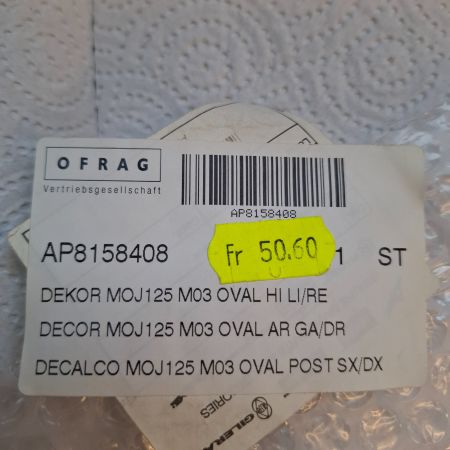 OFRAG
Vertriebsgesellschaft
AP8158408
AP8158408 Fr 50.60 1 ST
DEKOR MOJ125 M03 OVAL HI LI/RE
DECOR MOJ125 M03 OVAL AR GA/DR
DECALCO MOJ125 M03 OVAL POST SX/DX
GILERA